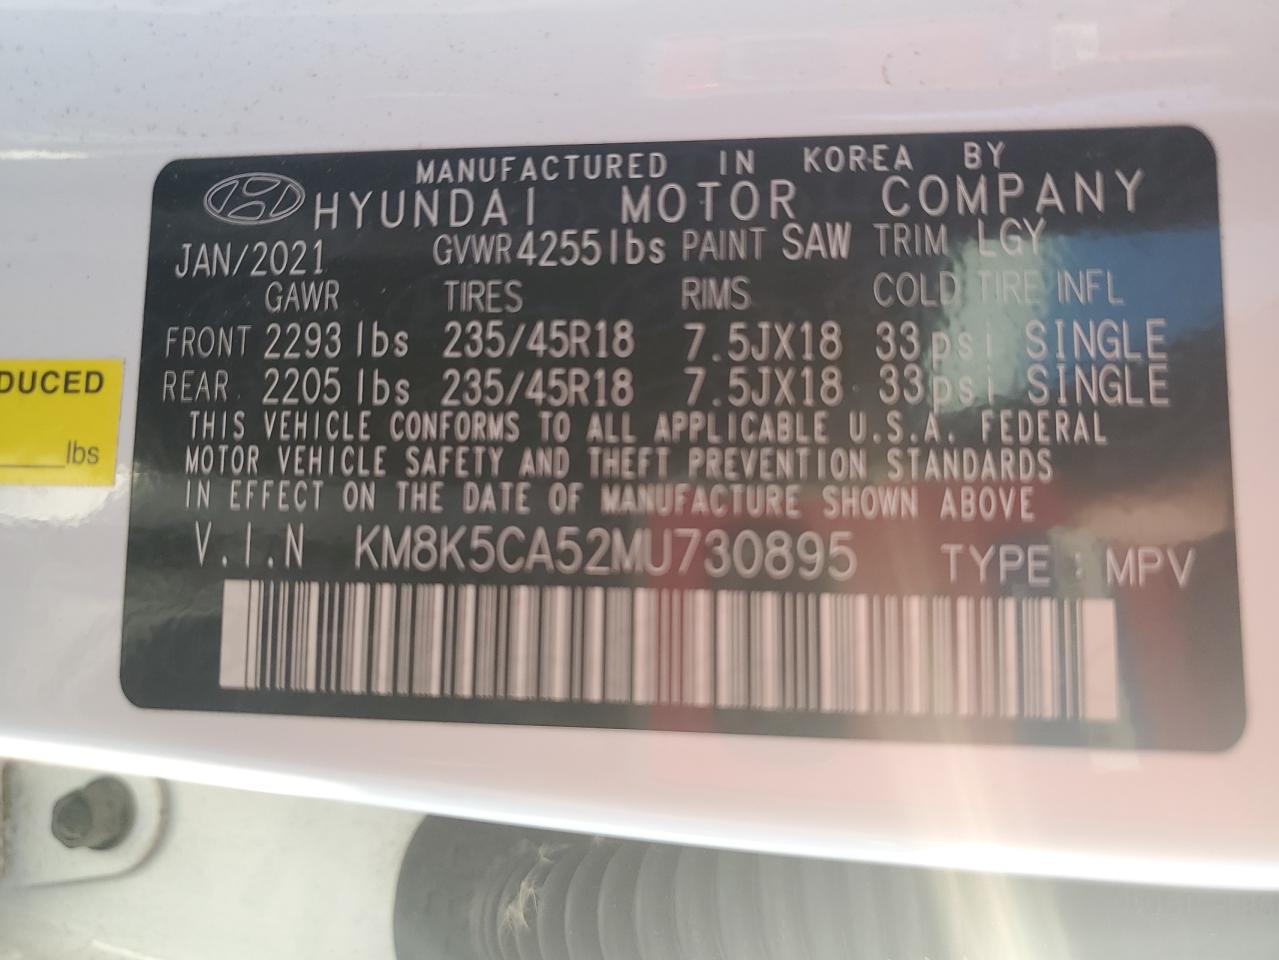 MANUFACTURED IN KOREA BY
HYUNDAI MOTOR COMPANY
JAN/2021 GVWR 4255 lbs PAINT SAW TRIM LGY
GAWR TIRES RIMS COLD TIRE INFL
FRONT 2293 lbs 235/45R18 7.5JX18 33psi SINGLE
REAR 2205 lbs 235/45R18 7.5JX18 33psi SINGLE
THIS VEHICLE CONFORMS TO ALL APPLICABLE U.S.A. FEDERAL
MOTOR VEHICLE SAFETY AND THEFT PREVENTION STANDARDS
IN EFFECT ON THE DATE OF MANUFACTURE SHOWN ABOVE
V.I.N KM8K5CA52MU730895 TYPE : MPV
DUCED
lbs